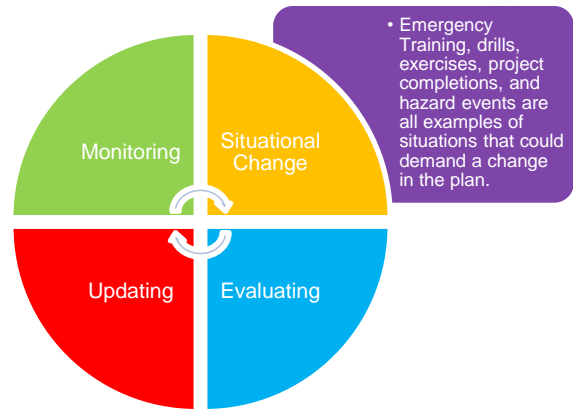 • Emergency
Training, drills,
exercises, project
completions, and
hazard events are
all examples of
situations that could
demand a change
in the plan.
Monitoring
Situational
Change
Updating
Evaluating